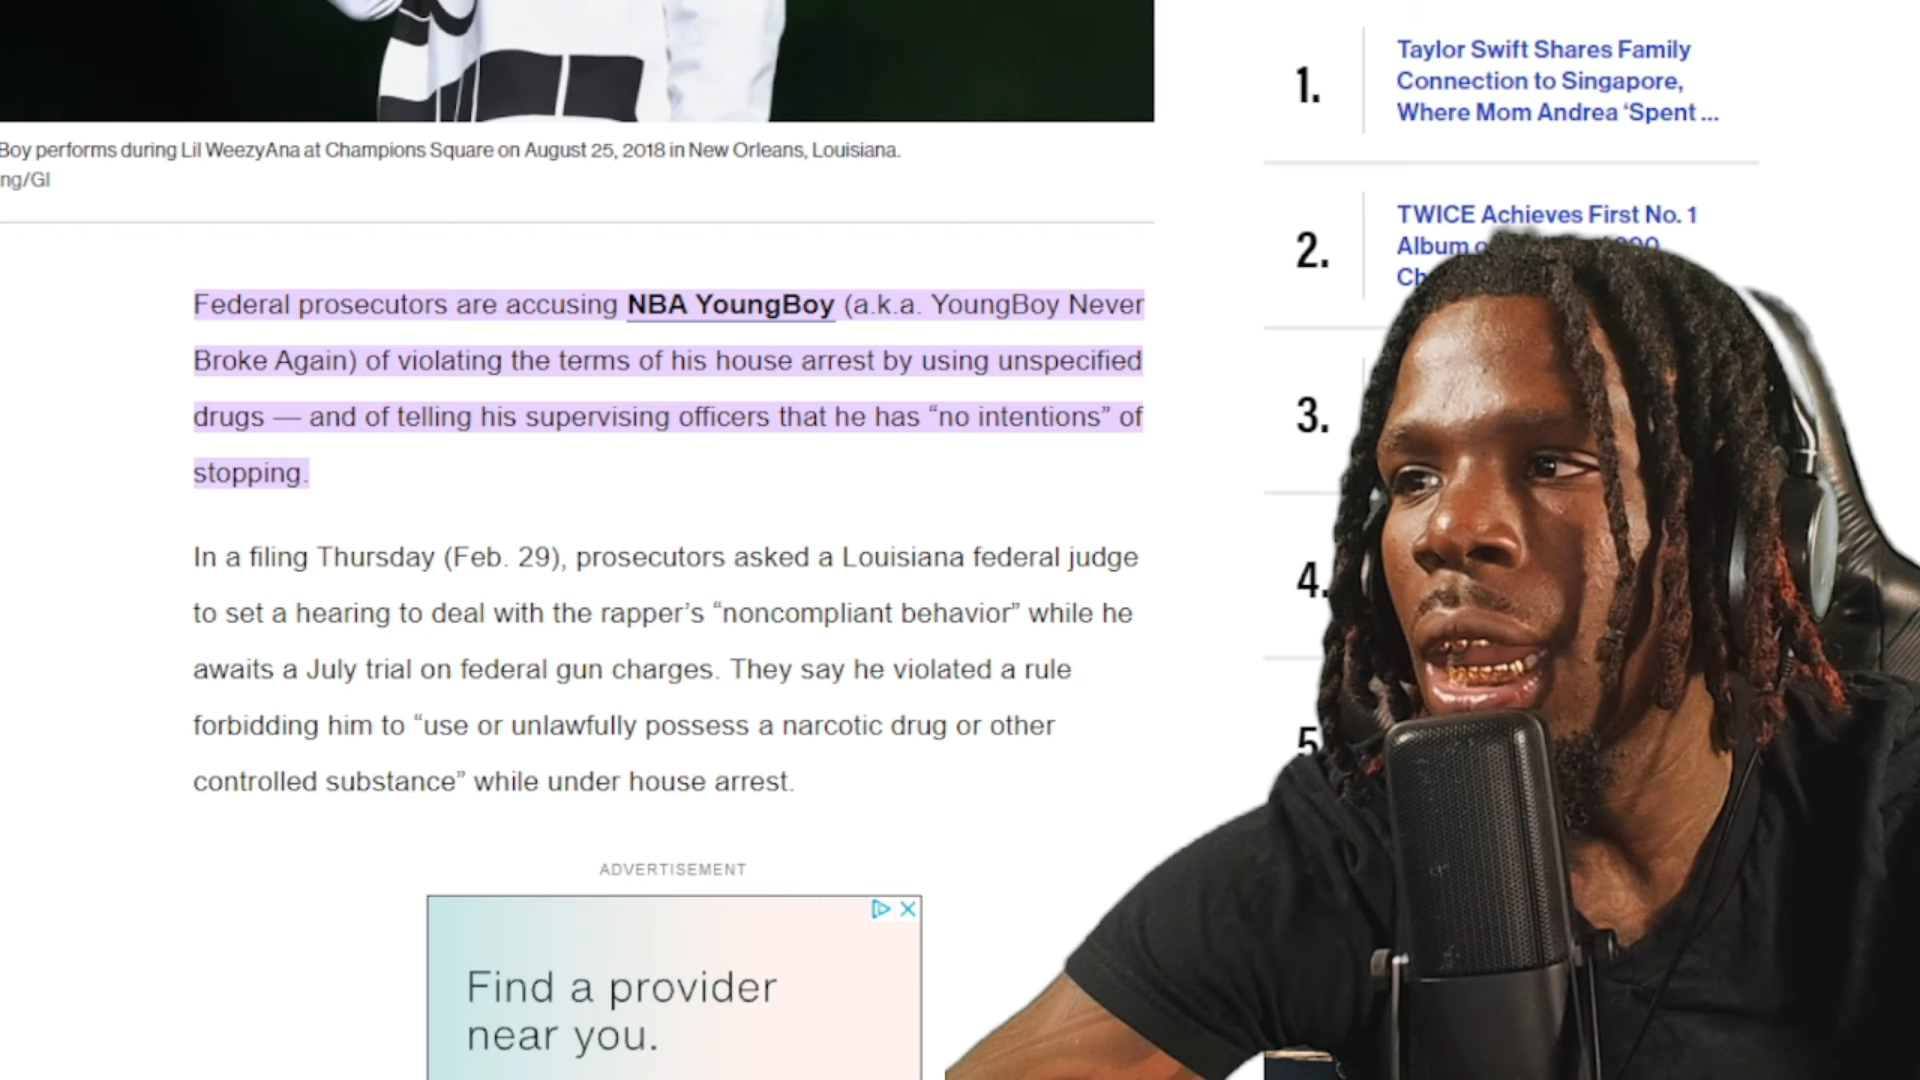 Boy performs during Lil WeezyAna at Champions Square on August 25, 2018 in New Orleans, Louisiana.
ng/GI
Federal prosecutors are accusing NBA YoungBoy (a.k.a. YoungBoy Never
Broke Again) of violating the terms of his house arrest by using unspecified
drugs — and of telling his supervising officers that he has “no intentions” of
stopping.
In a filing Thursday (Feb. 29), prosecutors asked a Louisiana federal judge
to set a hearing to deal with the rapper’s “noncompliant behavior” while he
awaits a July trial on federal gun charges. They say he violated a rule
forbidding him to “use or unlawfully possess a narcotic drug or other
controlled substance” while under house arrest.
ADVERTISEMENT
Find a provider
near you.
1.
Taylor Swift Shares Family
Connection to Singapore,
Where Mom Andrea ‘Spent ...
2.
TWICE Achieves First No. 1
Album
3.
4.
5